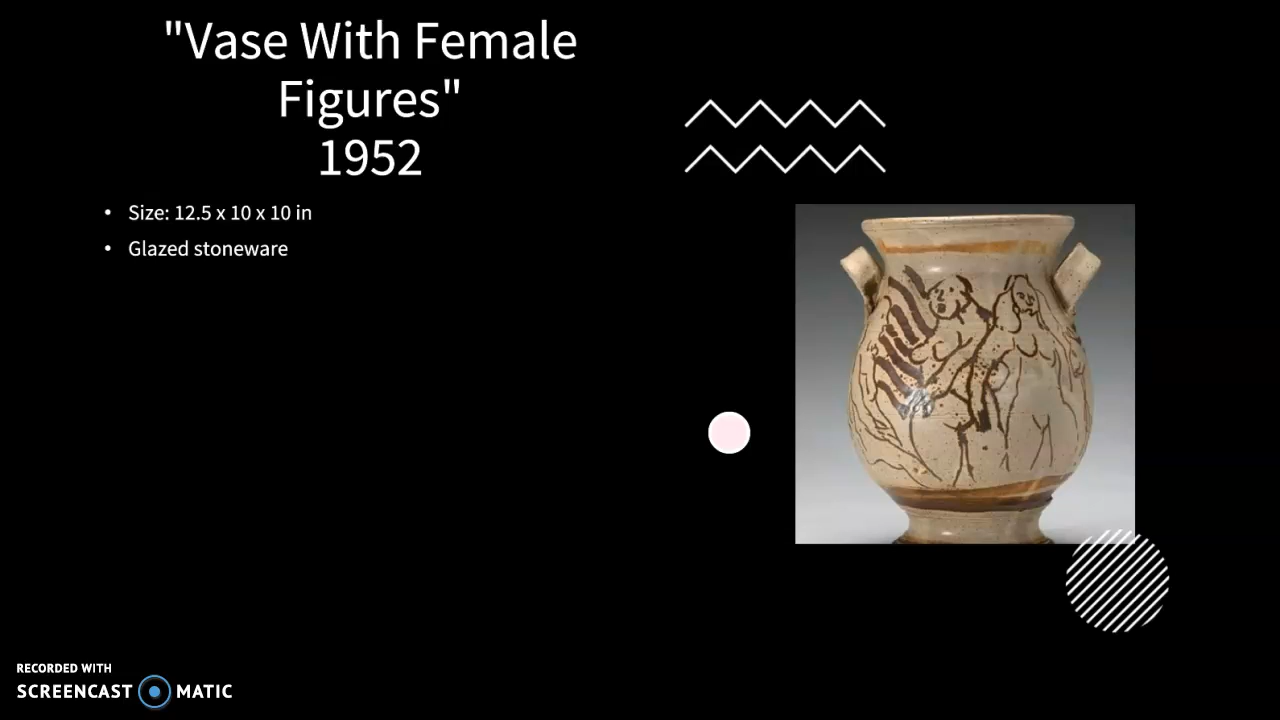 "Vase With Female
Figures"
1952
• Size: 12.5 x 10 x 10 in
• Glazed stoneware
RECORDED WITH
SCREENCAST MATIC